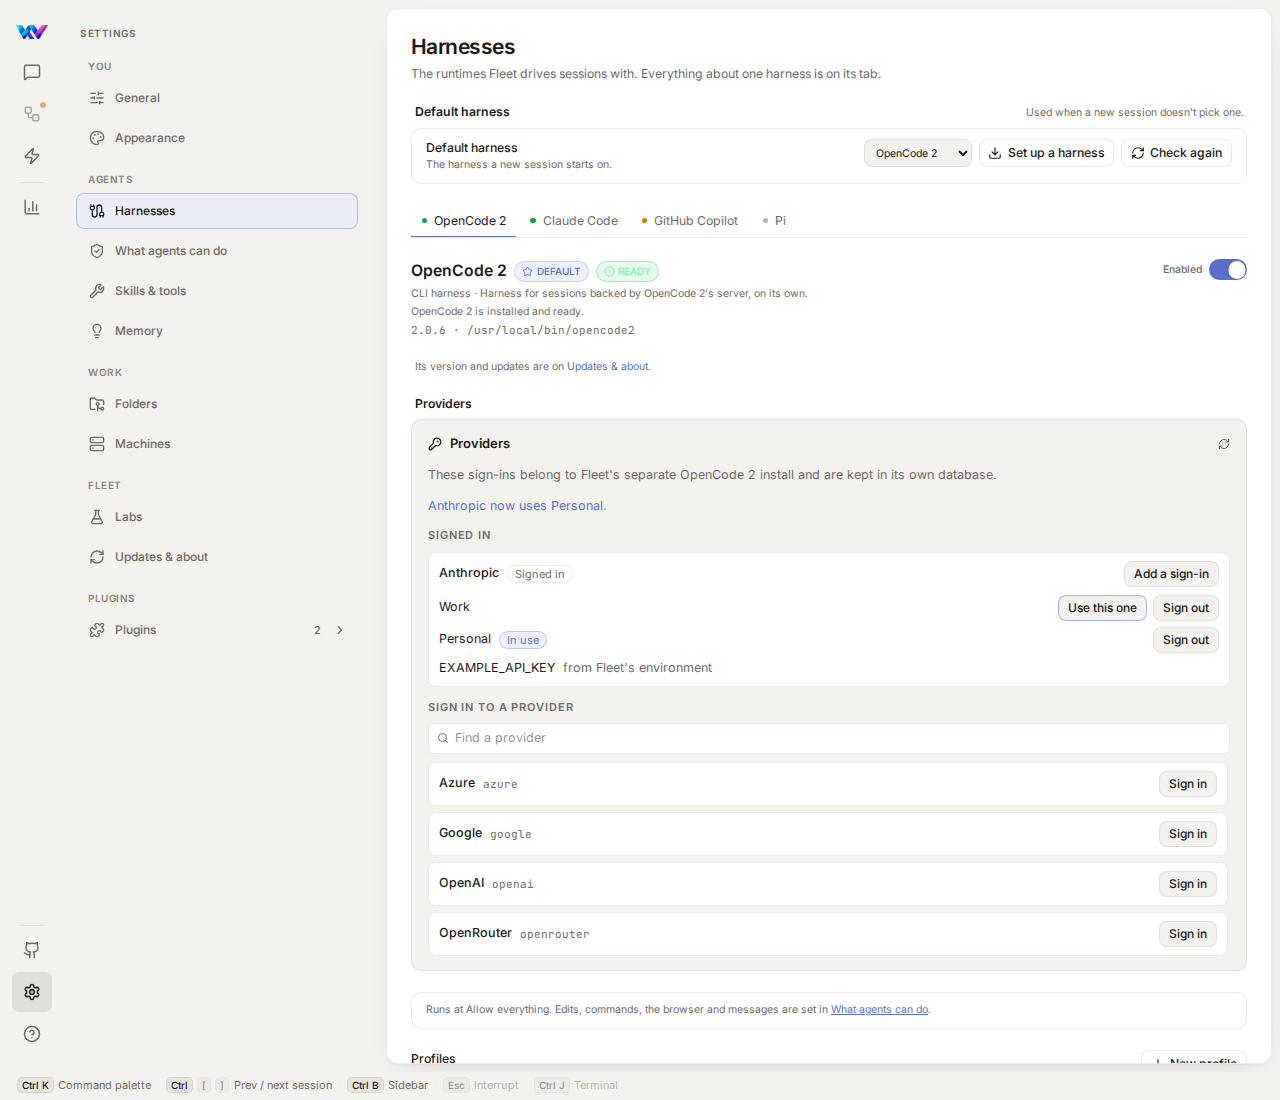 SETTINGS
YOU
General
Appearance
AGENTS
Harnesses
What agents can do
Skills & tools
Memory
WORK
Folders
Machines
FLEET
Labs
Updates & about
PLUGINS
Plugins 2
Harnesses
The runtimes Fleet drives sessions with. Everything about one harness is on its tab.
Default harness Used when a new session doesn't pick one.
Default harness
The harness a new session starts on.
OpenCode 2 Set up a harness Check again
OpenCode 2 Claude Code GitHub Copilot Pi
OpenCode 2 DEFAULT READY Enabled
CLI harness · Harness for sessions backed by OpenCode 2's server, on its own.
OpenCode 2 is installed and ready.
2.0.6 · /usr/local/bin/opencode2
Its version and updates are on Updates & about.
Providers
Providers
These sign-ins belong to Fleet's separate OpenCode 2 install and are kept in its own database.
Anthropic now uses Personal.
SIGNED IN
Anthropic Signed in Add a sign-in
Work Use this one Sign out
Personal In use Sign out
EXAMPLE_API_KEY from Fleet's environment
SIGN IN TO A PROVIDER
Find a provider
Azure azure Sign in
Google google Sign in
OpenAI openai Sign in
OpenRouter openrouter Sign in
Runs at Allow everything. Edits, commands, the browser and messages are set in What agents can do.
Profiles New profile
Ctrl K Command palette Ctrl [ ] Prev / next session Ctrl B Sidebar Esc Interrupt Ctrl J Terminal